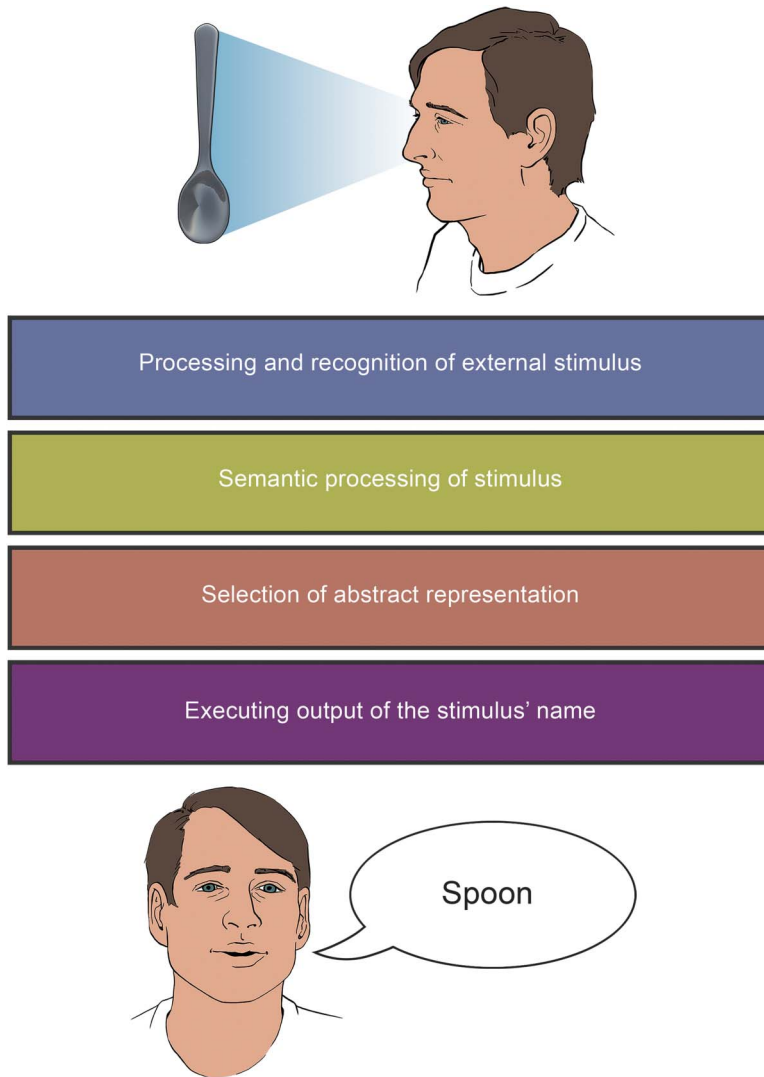 Processing and recognition of external stimulus
Semantic processing of stimulus
Selection of abstract representation
Executing output of the stimulus’ name
Spoon